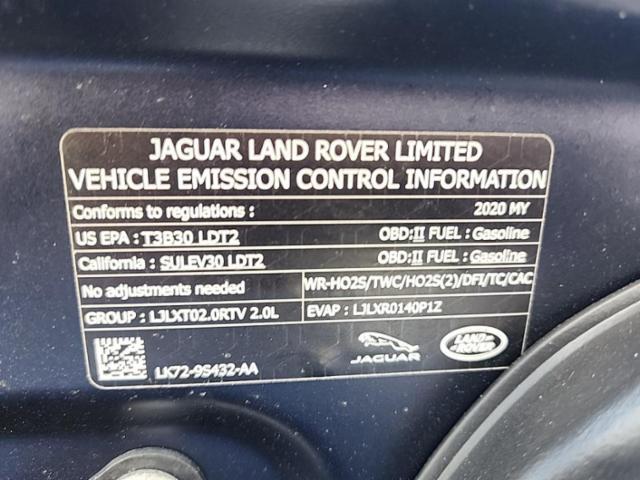 JAGUAR LAND ROVER LIMITED
VEHICLE EMISSION CONTROL INFORMATION
Conforms to regulations : 2020 MY
US EPA : T3B30 LDT2 OBD:II FUEL : Gasoline
California : SULEV30 LDT2 OBD:II FUEL : Gasoline
No adjustments needed WR-HO2S/TWC/HO2S(2)/DFI/TC/CAC
GROUP : LJLXT02.0RTV 2.0L EVAP : LJLXR0140P1Z
LK72-9S432-AA JAGUAR LAND-ROVER